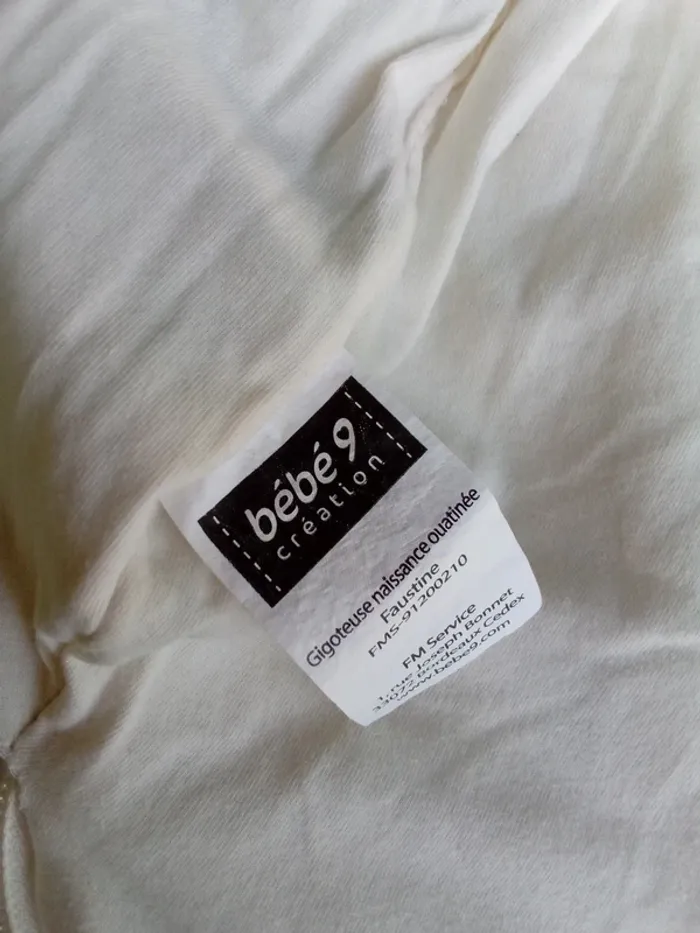 bébé 9
création
Gigoteuse naissance ouatinée
Faustine
FMS-91200210
FM Service
1, rue Joseph Bonnet
33072 Bordeaux Cedex
www.bebe9.com